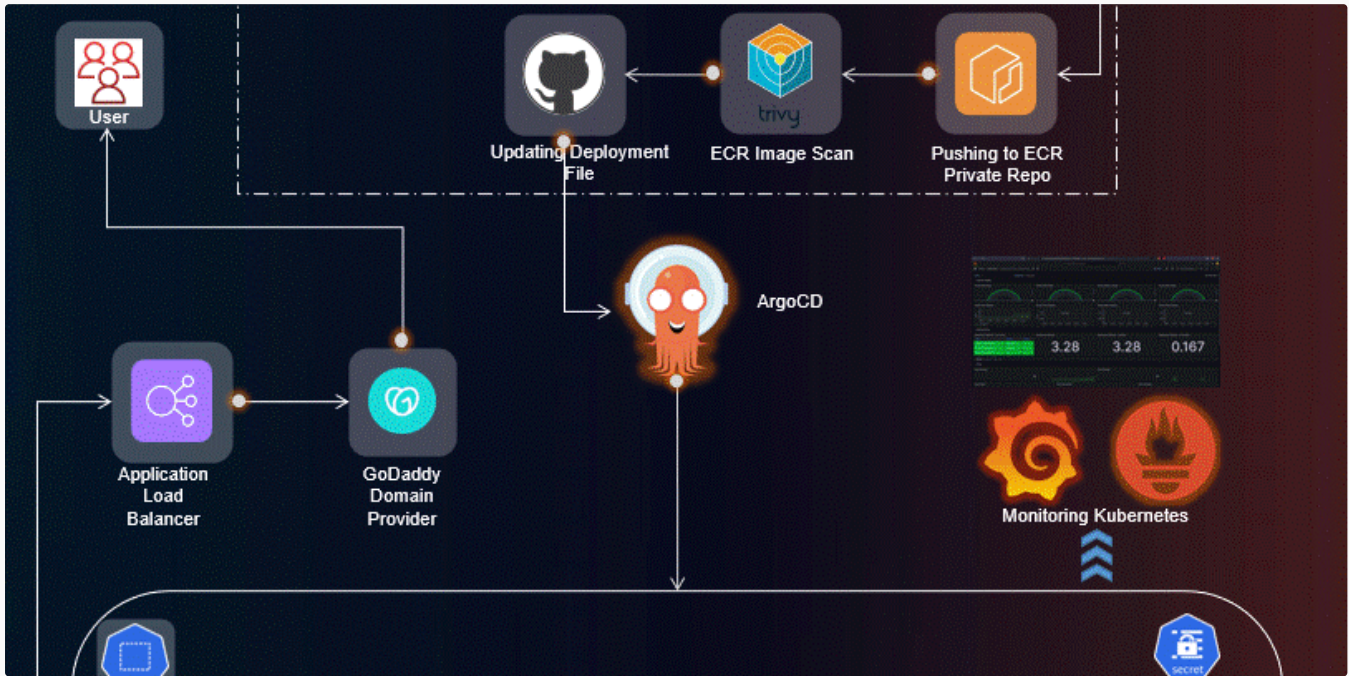 User
trivy
Updating Deployment
File
ECR Image Scan
Pushing to ECR
Private Repo
ArgoCD
3.28
3.28
0.167
Application
Load
Balancer
GoDaddy
Domain
Provider
Monitoring Kubernetes
secret